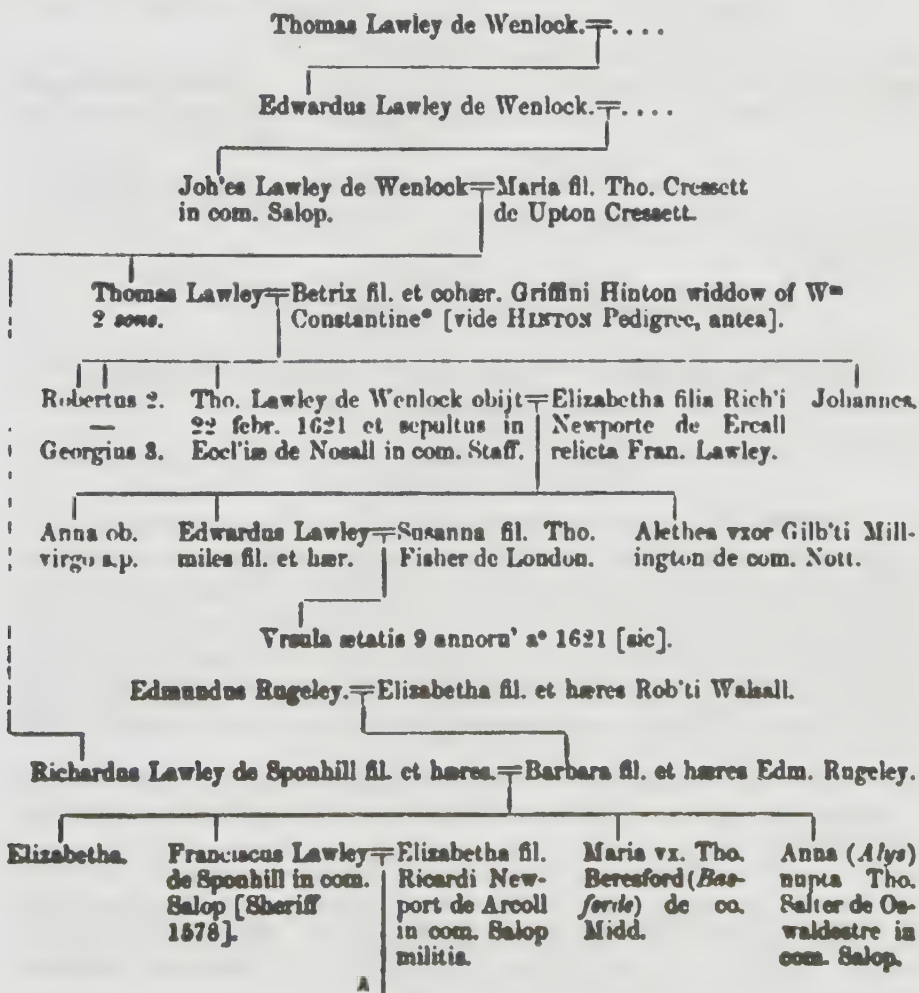 Thomas Lawley de Wenlock.=. . . .
Edwardus Lawley de Wenlock.=. . . .
Joh'es Lawley de Wenlock=Maria fil. Tho. Cressett
in com. Salop. de Upton Cressett.
Thomas Lawley=Betrix fil. et cohær. Griffini Hinton widdow of Wm
2 sone. Constantine* [vide HINTON Pedigree, antea].
Robertus 2. Tho. Lawley de Wenlock obijt=Elizabetha filia Rich'i Johannes.
— 22 febr. 1621 et sepultus in Newporte de Ercall
Georgius 3. Eccl'iæ de Nosall in com. Staff. relicta Fran. Lawley.
Anna ob. Edwardus Lawley=Susanna fil. Tho. Alethea vxor Gilb'ti Mill-
virgo s.p. miles fil. et hær. Fisher de London. ington de com. Nott.
Vrsula ætatis 9 annoru' a° 1621 [sic].
Edmundus Rugeley.=Elizabetha fil. et hæres Rob'ti Walsall.
Richardus Lawley de Sponhill fil. et hæres.=Barbara fil. et hæres Edm. Rugeley.
Elizabetha. Franciscus Lawley=Elizabetha fil. Maria vx. Tho. Anna (Alys)
de Sponhill in com. Ricardi New- Beresford (Bas- nupta Tho.
Salop [Sheriff port de Arcoll forde) de co. Salter de Os-
1578]. in com. Salop Midd. waldestre in
militis. com. Salop.
A